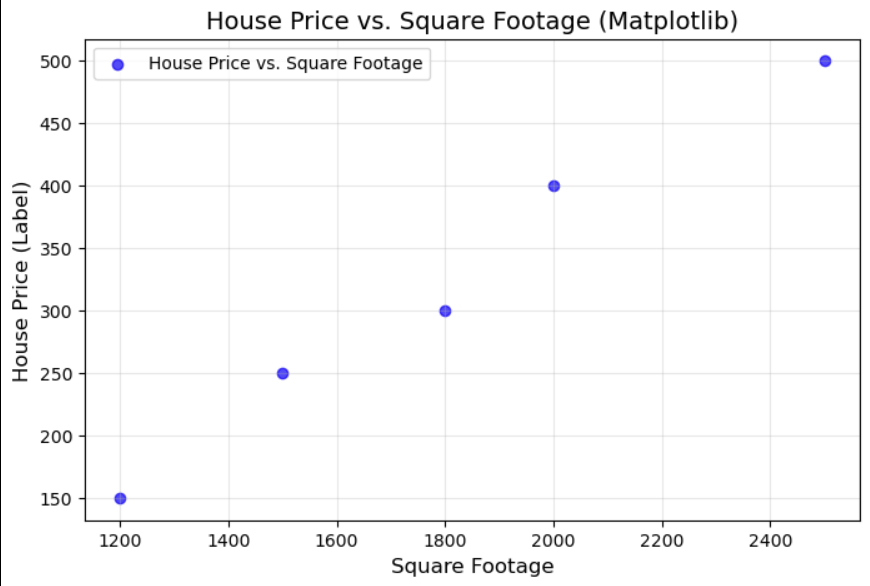 House Price vs. Square Footage (Matplotlib)
House Price vs. Square Footage
500
450
400
350
300
250
200
150
House Price (Label)
1200 1400 1600 1800 2000 2200 2400
Square Footage